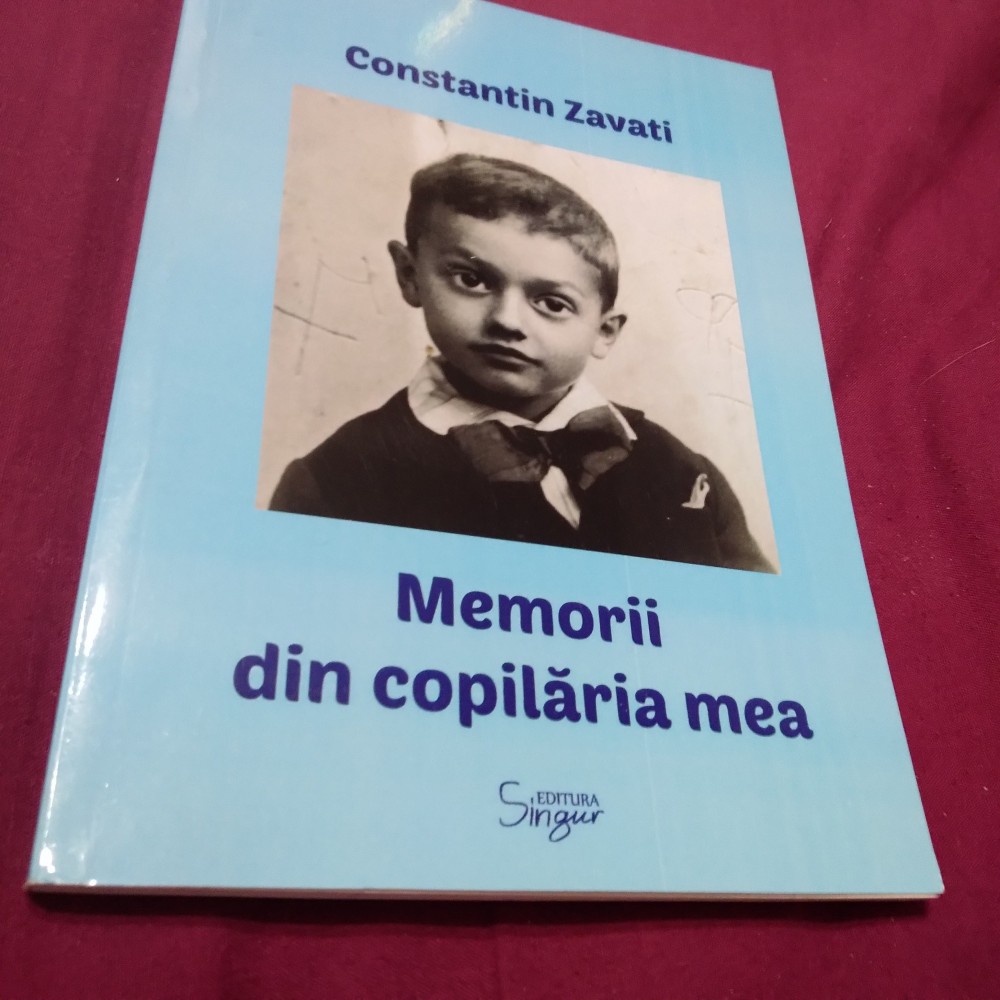 Constantin Zavati
Memorii
din copilăria mea
EDITURA
Singur